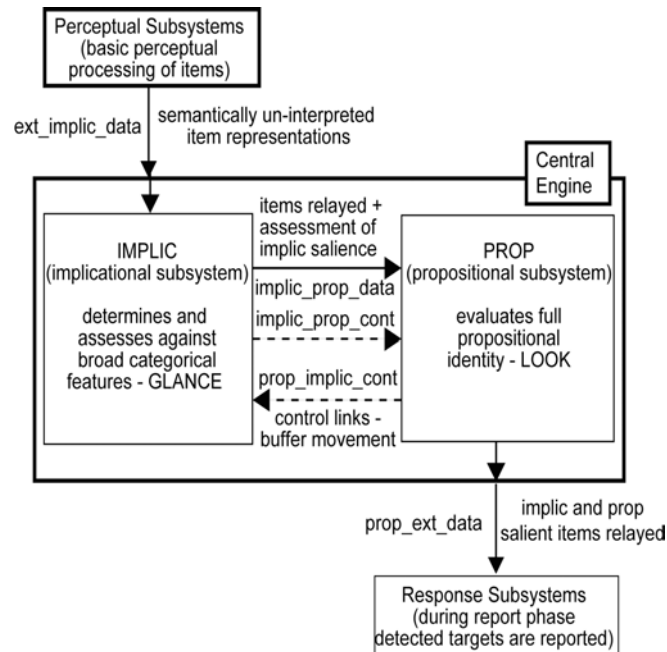 Perceptual Subsystems
(basic perceptual
processing of items)
ext_implic_data
semantically un-interpreted
item representations
Central
Engine
IMPLIC
(implicational subsystem)
determines and
assesses against
broad categorical
features - GLANCE
items relayed +
assessment of
implic salience
implic_prop_data
implic_prop_cont
prop_implic_cont
control links -
buffer movement
PROP
(propositional subsystem)
evaluates full
propositional
identity - LOOK
prop_ext_data
implic and prop
salient items relayed
Response Subsystems
(during report phase
detected targets are reported)